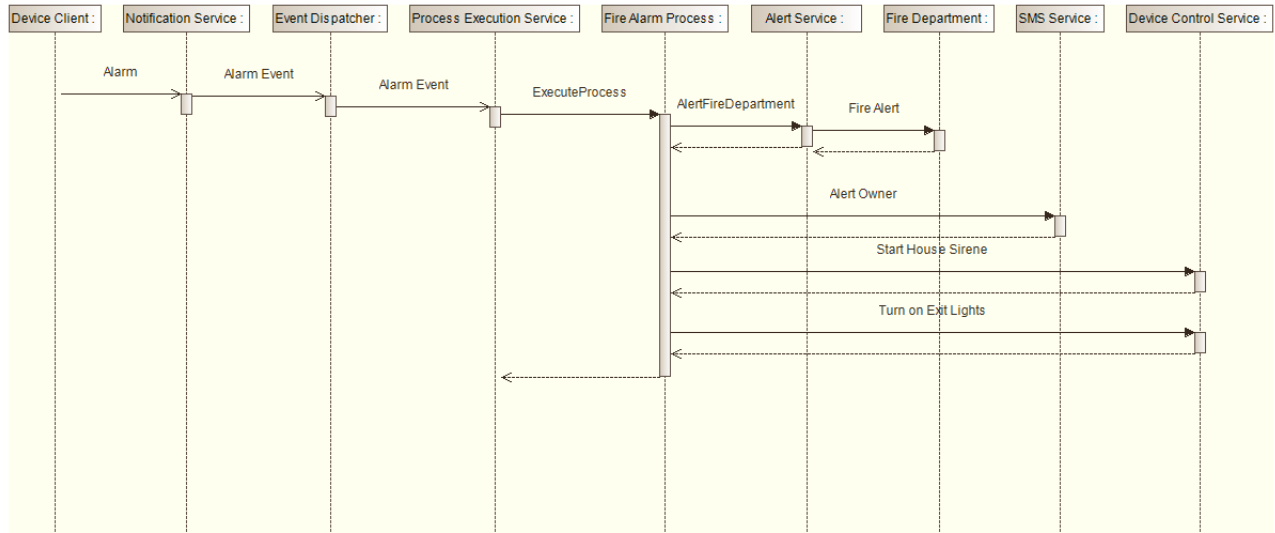 Device Client :
Notification Service :
Event Dispatcher :
Process Execution Service :
Fire Alarm Process :
Alert Service :
Fire Department :
SMS Service :
Device Control Service :
Alarm
Alarm Event
Alarm Event
ExecuteProcess
AlertFireDepartment
Fire Alert
Alert Owner
Start House Sirene
Turn on Exit Lights